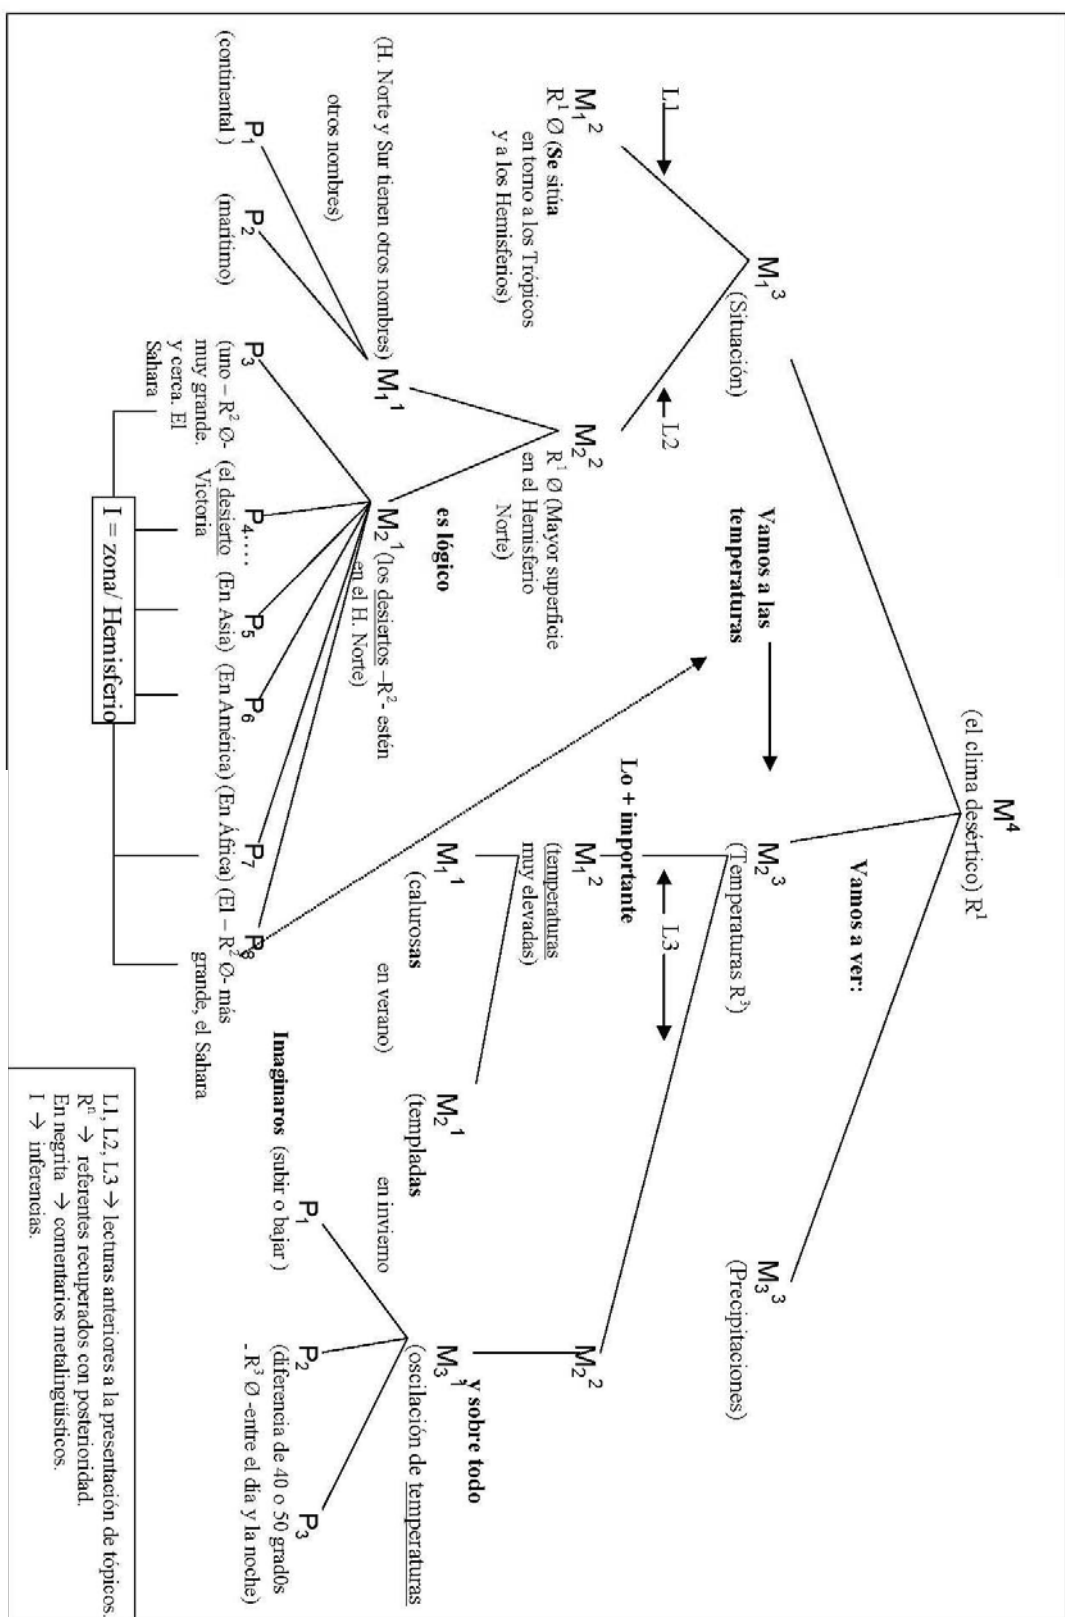 M⁴
(el clima desértico) R¹
Vamos a ver:
M₁³
(Situación)
M₂³
(Temperaturas R³)
M₃³
(Precipitaciones)
L1
L2
Vamos a las
temperaturas
Lo + importante
L3
M₁²
R¹ Ø (Se sitúa
en torno a los Trópicos
y a los Hemisferios)
M₂²
R¹ Ø (Mayor superficie
en el Hemisferio
Norte)
M₁²
(temperaturas
muy elevadas)
M₂²
es lógico
y sobre todo
(H. Norte y Sur tienen otros nombres) M₁¹
otros nombres)
M₂¹ (los desiertos –R²- estén
en el H. Norte)
M₁¹
(calurosas
en verano)
M₂¹
(templadas
en invierno
M₃¹
(oscilación de temperaturas
P₁
(continental )
P₂
(marítimo)
P₃
(uno – R² Ø-
muy grande.
y cerca. El
Sahara
P₄....
(el desierto
Victoria
P₅
(En Asia)
P₆
(En América)
P₇
(En África)
P₈
(El – R² Ø- más
grande, el Sahara
Imaginaros
P₁
(subir o bajar )
P₂
P₃
(diferencia de 40 o 50 grad0s
- R³ Ø -entre el dia y la noche)
I = zona/ Hemisferio
L1, L2, L3 → lecturas anteriores a la presentación de tópicos.
Rⁿ → referentes recuperados con posterioridad.
En negrita → comentarios metalingüísticos.
I → inferencias.